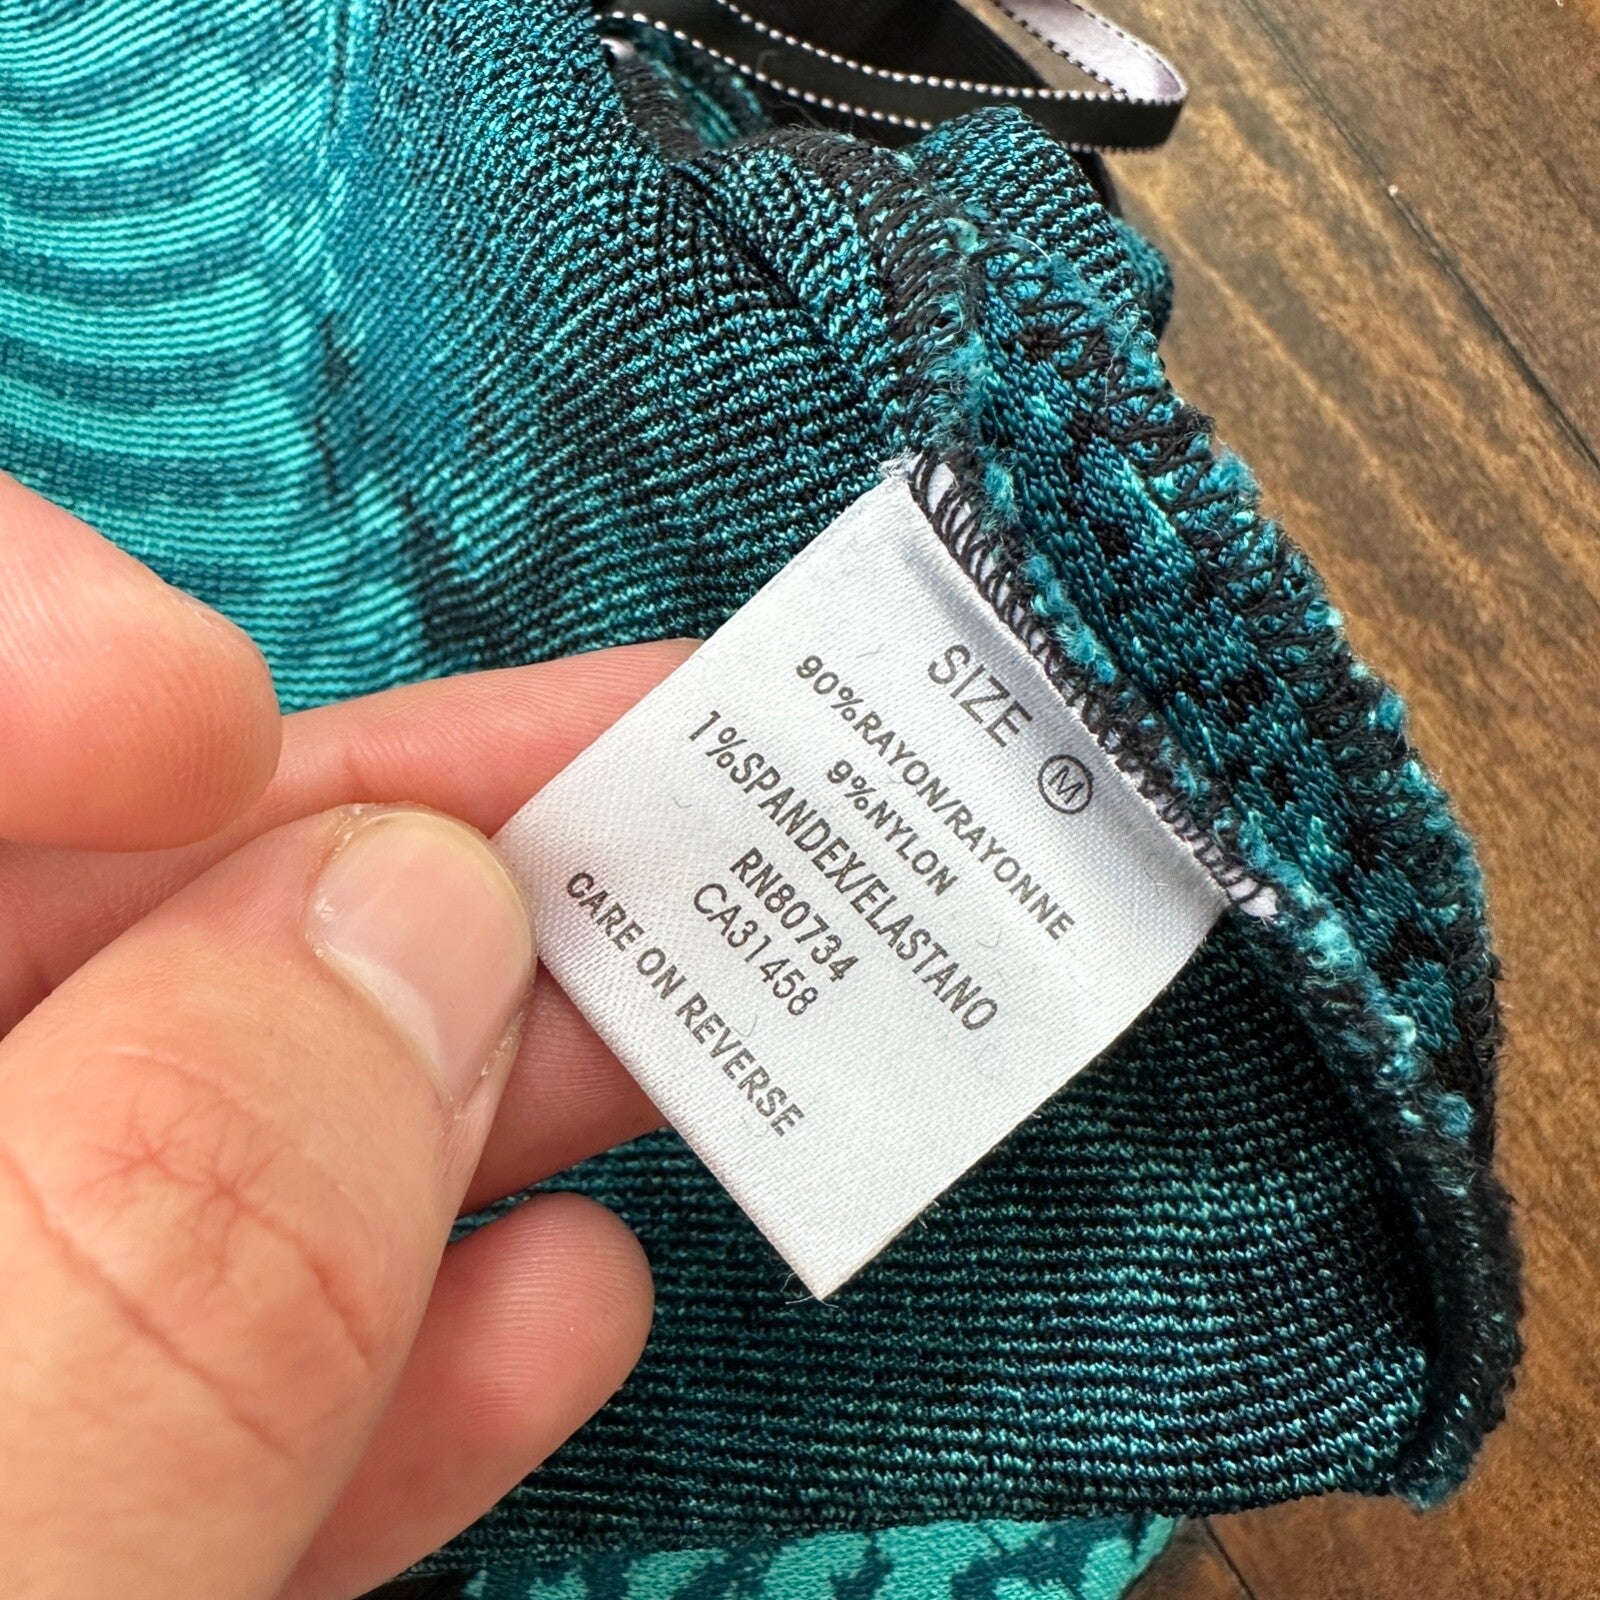 SIZE Ⓜ
90%RAYON/RAYONNE
9%NYLON
1%SPANDEX/ELASTANO
RN80734
CA31458
CARE ON REVERSE